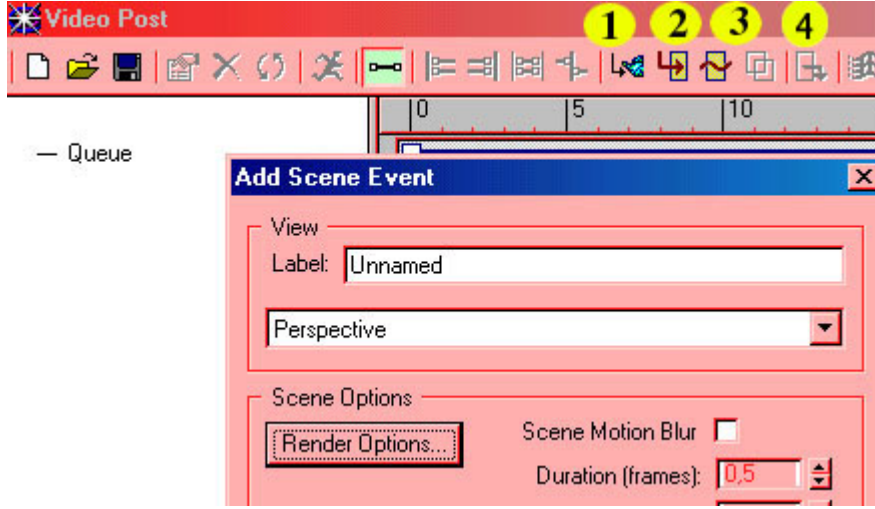 Video Post
1 2 3 4
0 5 10
Queue
Add Scene Event
View
Label: Unnamed
Perspective
Scene Options
Render Options...
Scene Motion Blur
Duration (frames): 0,5